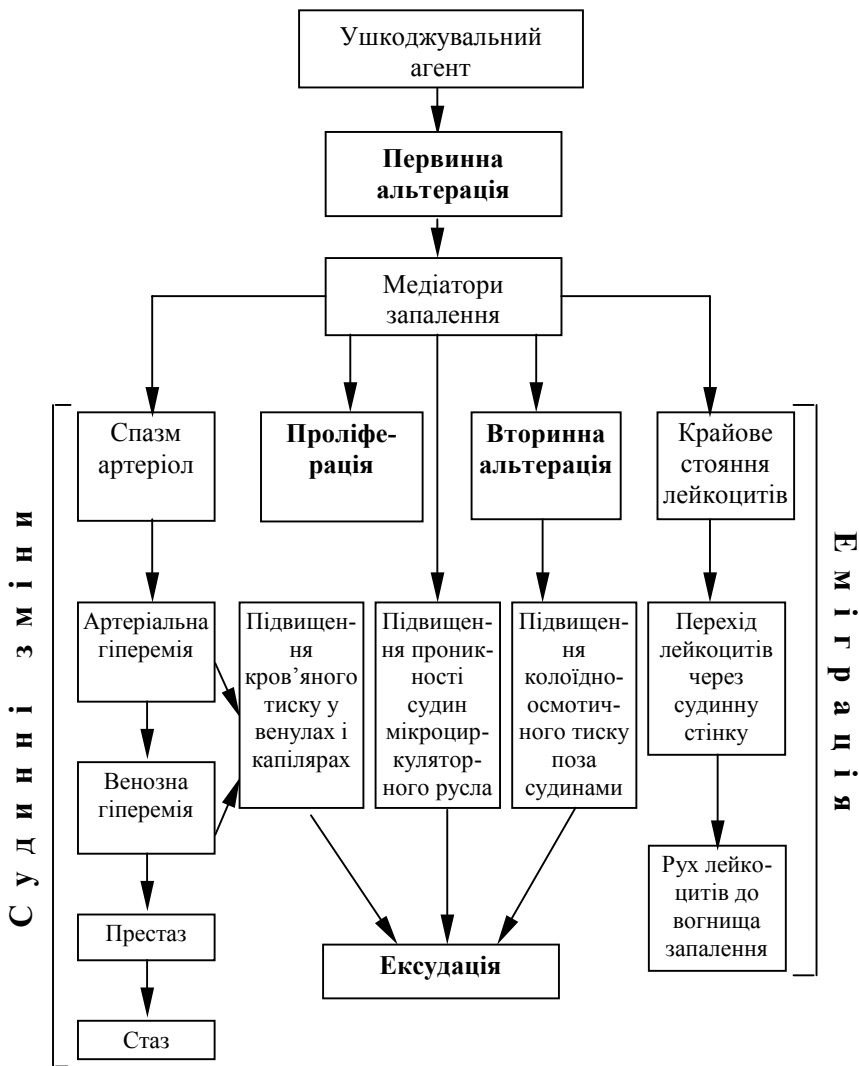 Ушкоджувальний
агент
Первинна
альтерація
Медіатори
запалення
Судинні зміни
Спазм
артеріол
Проліфе-
рація
Вторинна
альтерація
Крайове
стояння
лейкоцитів
Еміграція
Артеріальна
гіперемія
Підвищен-
ня
кров’яного
тиску у
венулах і
капілярах
Підвищен-
ня проник-
ності
судин
мікроцир-
куляторно-
го русла
Підвищен-
ня
колоїдно-
осмотич-
ного тиску
поза
судинами
Перехід
лейкоцитів
через
судинну
стінку
Венозна
гіперемія
Рух лейко-
цитів до
вогнища
запалення
Престаз
Ексудація
Стаз